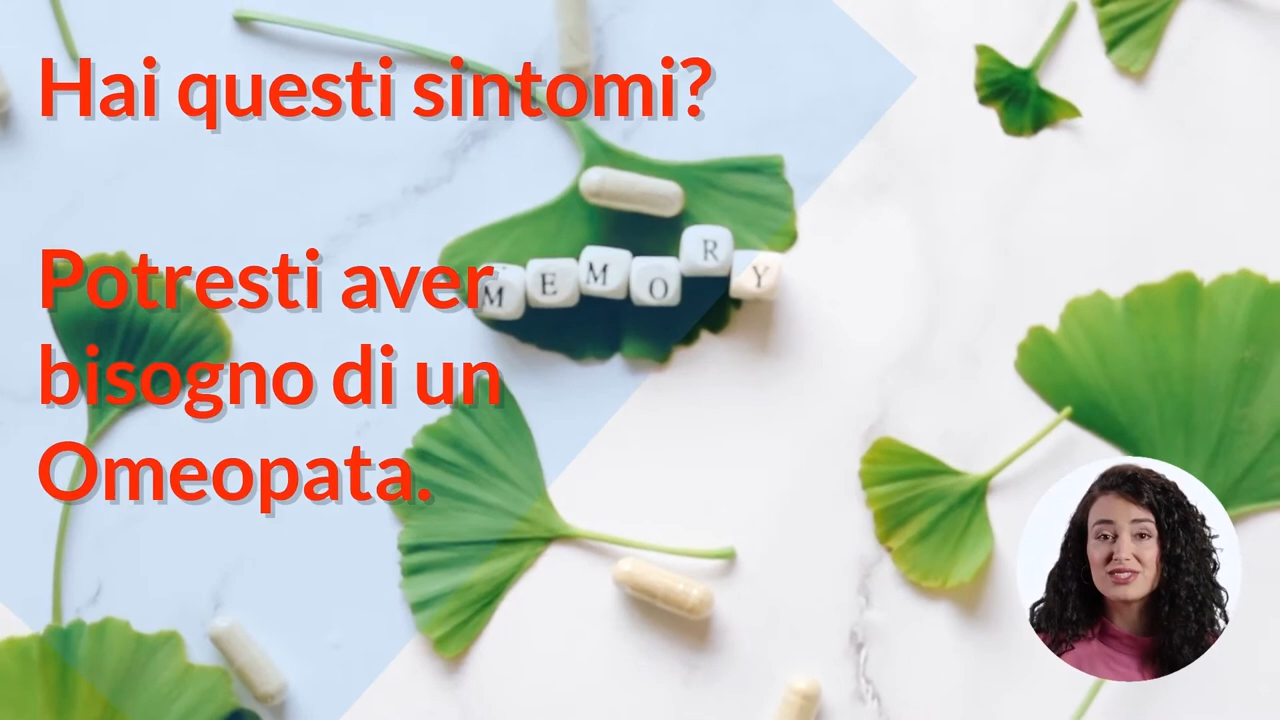 Hai questi sintomi?
Potresti aver
bisogno di un
Omeopata.
MEMORY